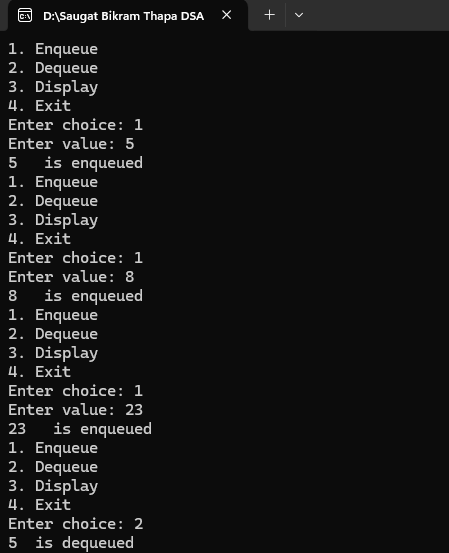 D:\Saugat Bikram Thapa DSA
1. Enqueue
2. Dequeue
3. Display
4. Exit
Enter choice: 1
Enter value: 5
5   is enqueued
1. Enqueue
2. Dequeue
3. Display
4. Exit
Enter choice: 1
Enter value: 8
8   is enqueued
1. Enqueue
2. Dequeue
3. Display
4. Exit
Enter choice: 1
Enter value: 23
23   is enqueued
1. Enqueue
2. Dequeue
3. Display
4. Exit
Enter choice: 2
5  is dequeued